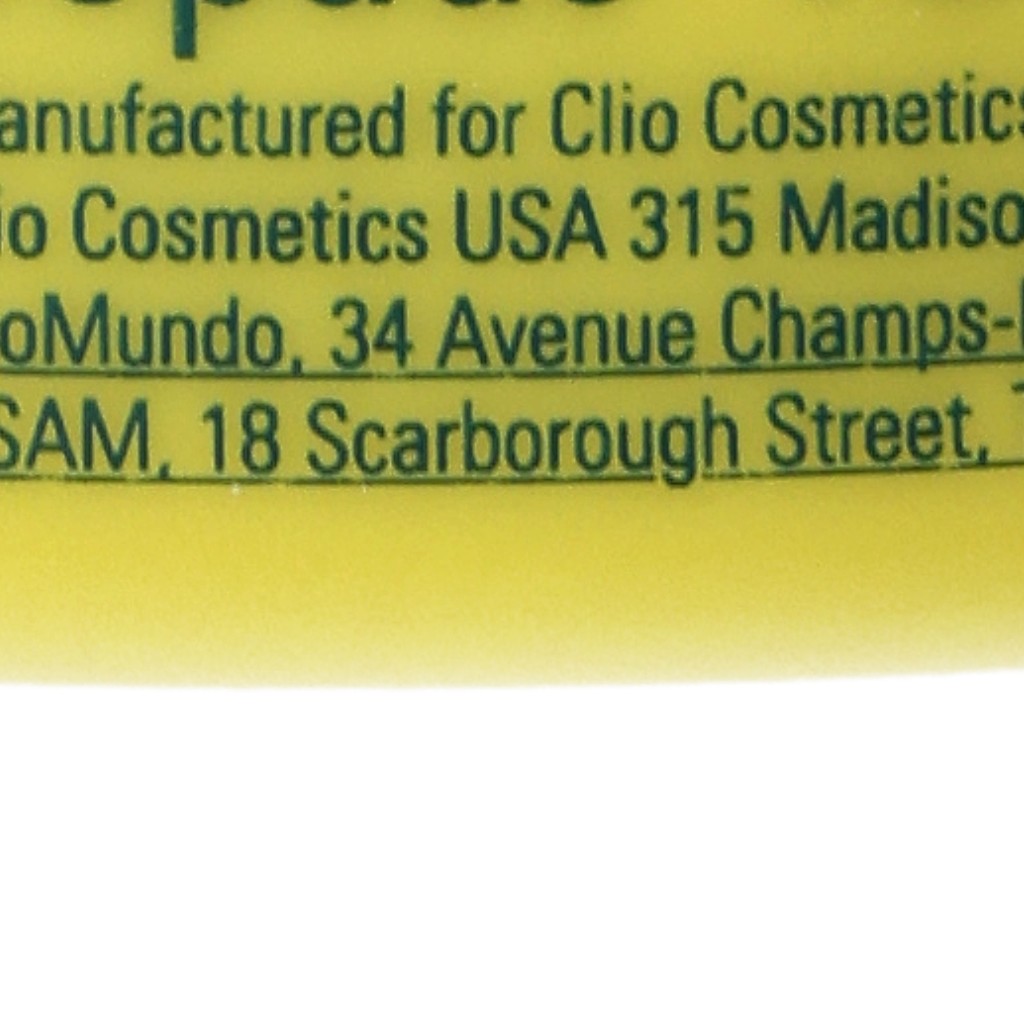 anufactured for Clio Cosmetics
io Cosmetics USA 315 Madiso
oMundo, 34 Avenue Champs-
SAM, 18 Scarborough Street,